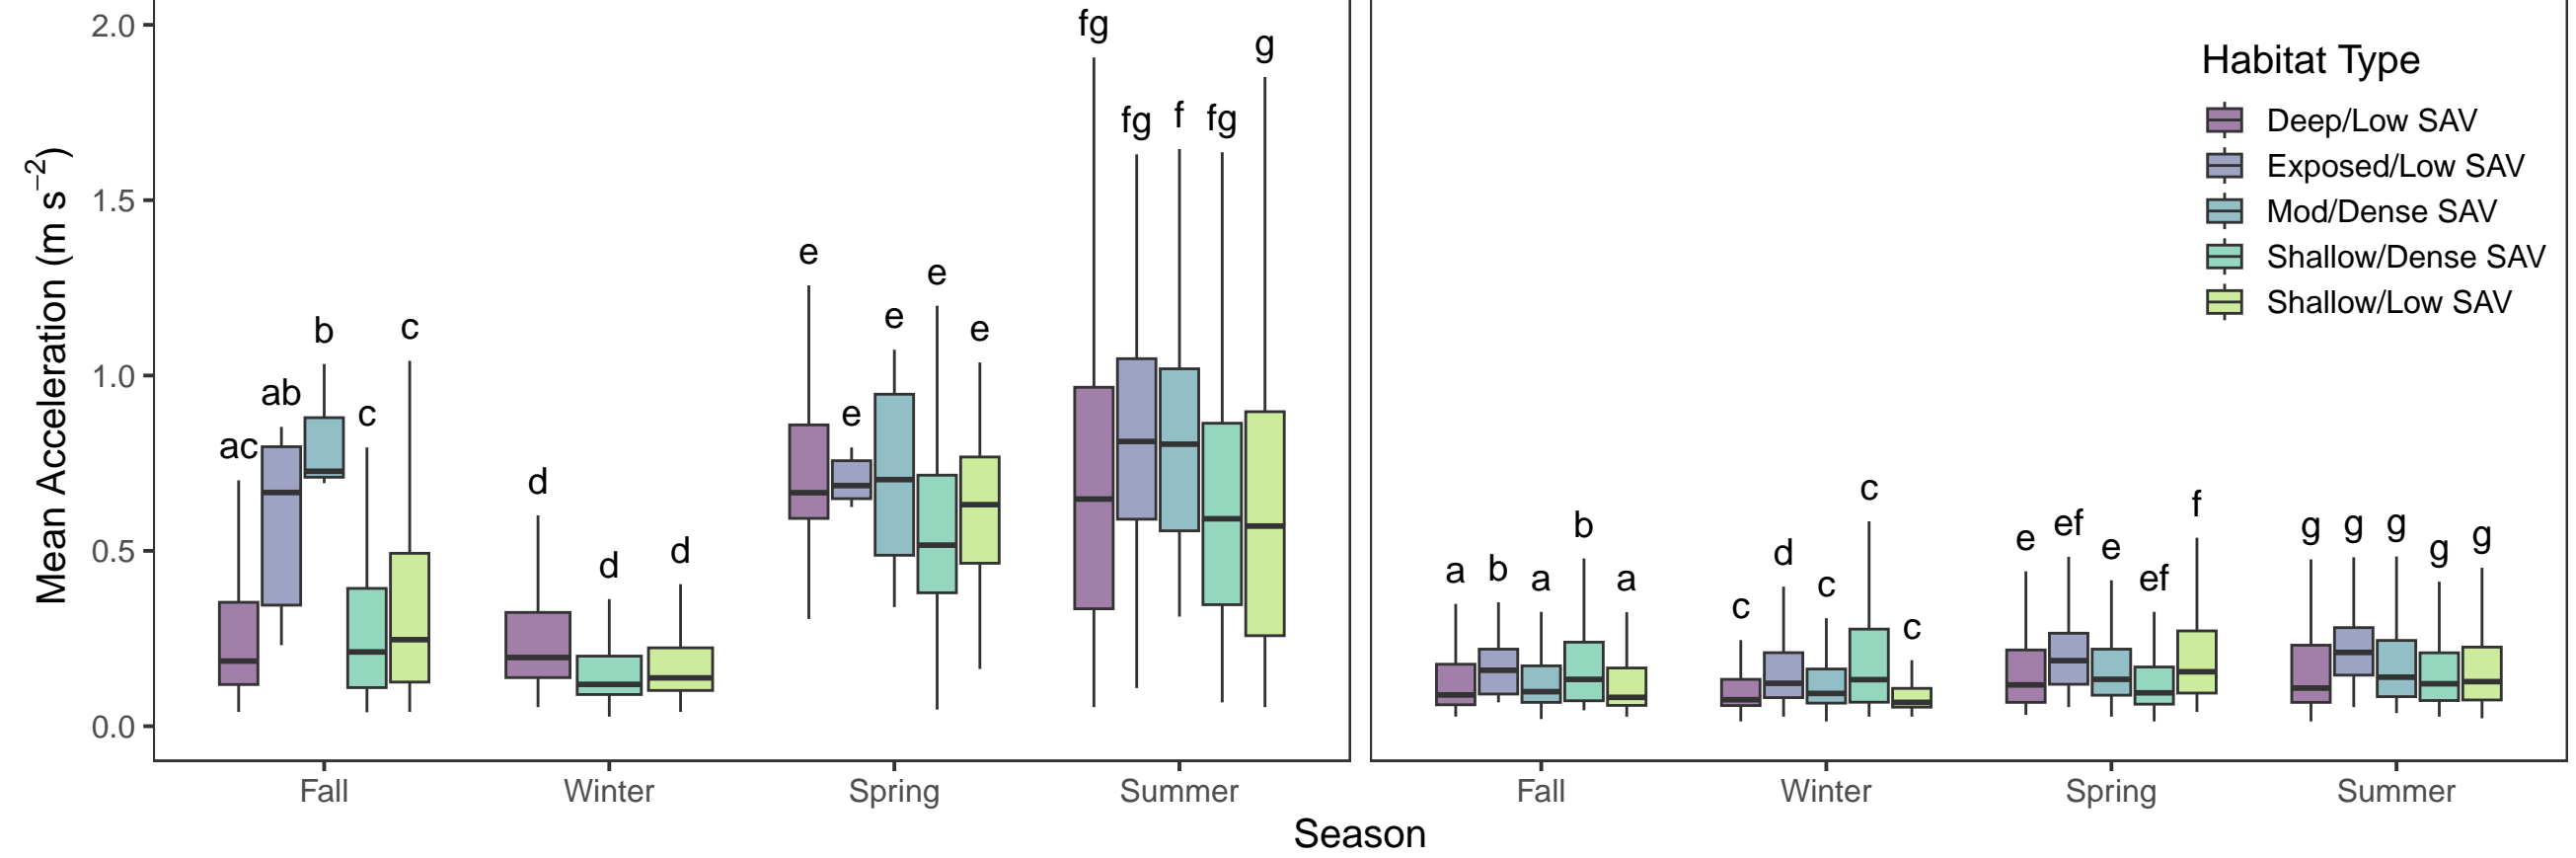 Mean Acceleration (m s⁻²)
2.0
1.5
1.0
0.5
0.0
ac ab b c c
d d d
e e e e e
fg fg f fg g
Fall Winter Spring Summer
a b a b a
c d c c c
e ef e ef f
g g g g g
Fall Winter Spring Summer
Season
Habitat Type
Deep/Low SAV
Exposed/Low SAV
Mod/Dense SAV
Shallow/Dense SAV
Shallow/Low SAV